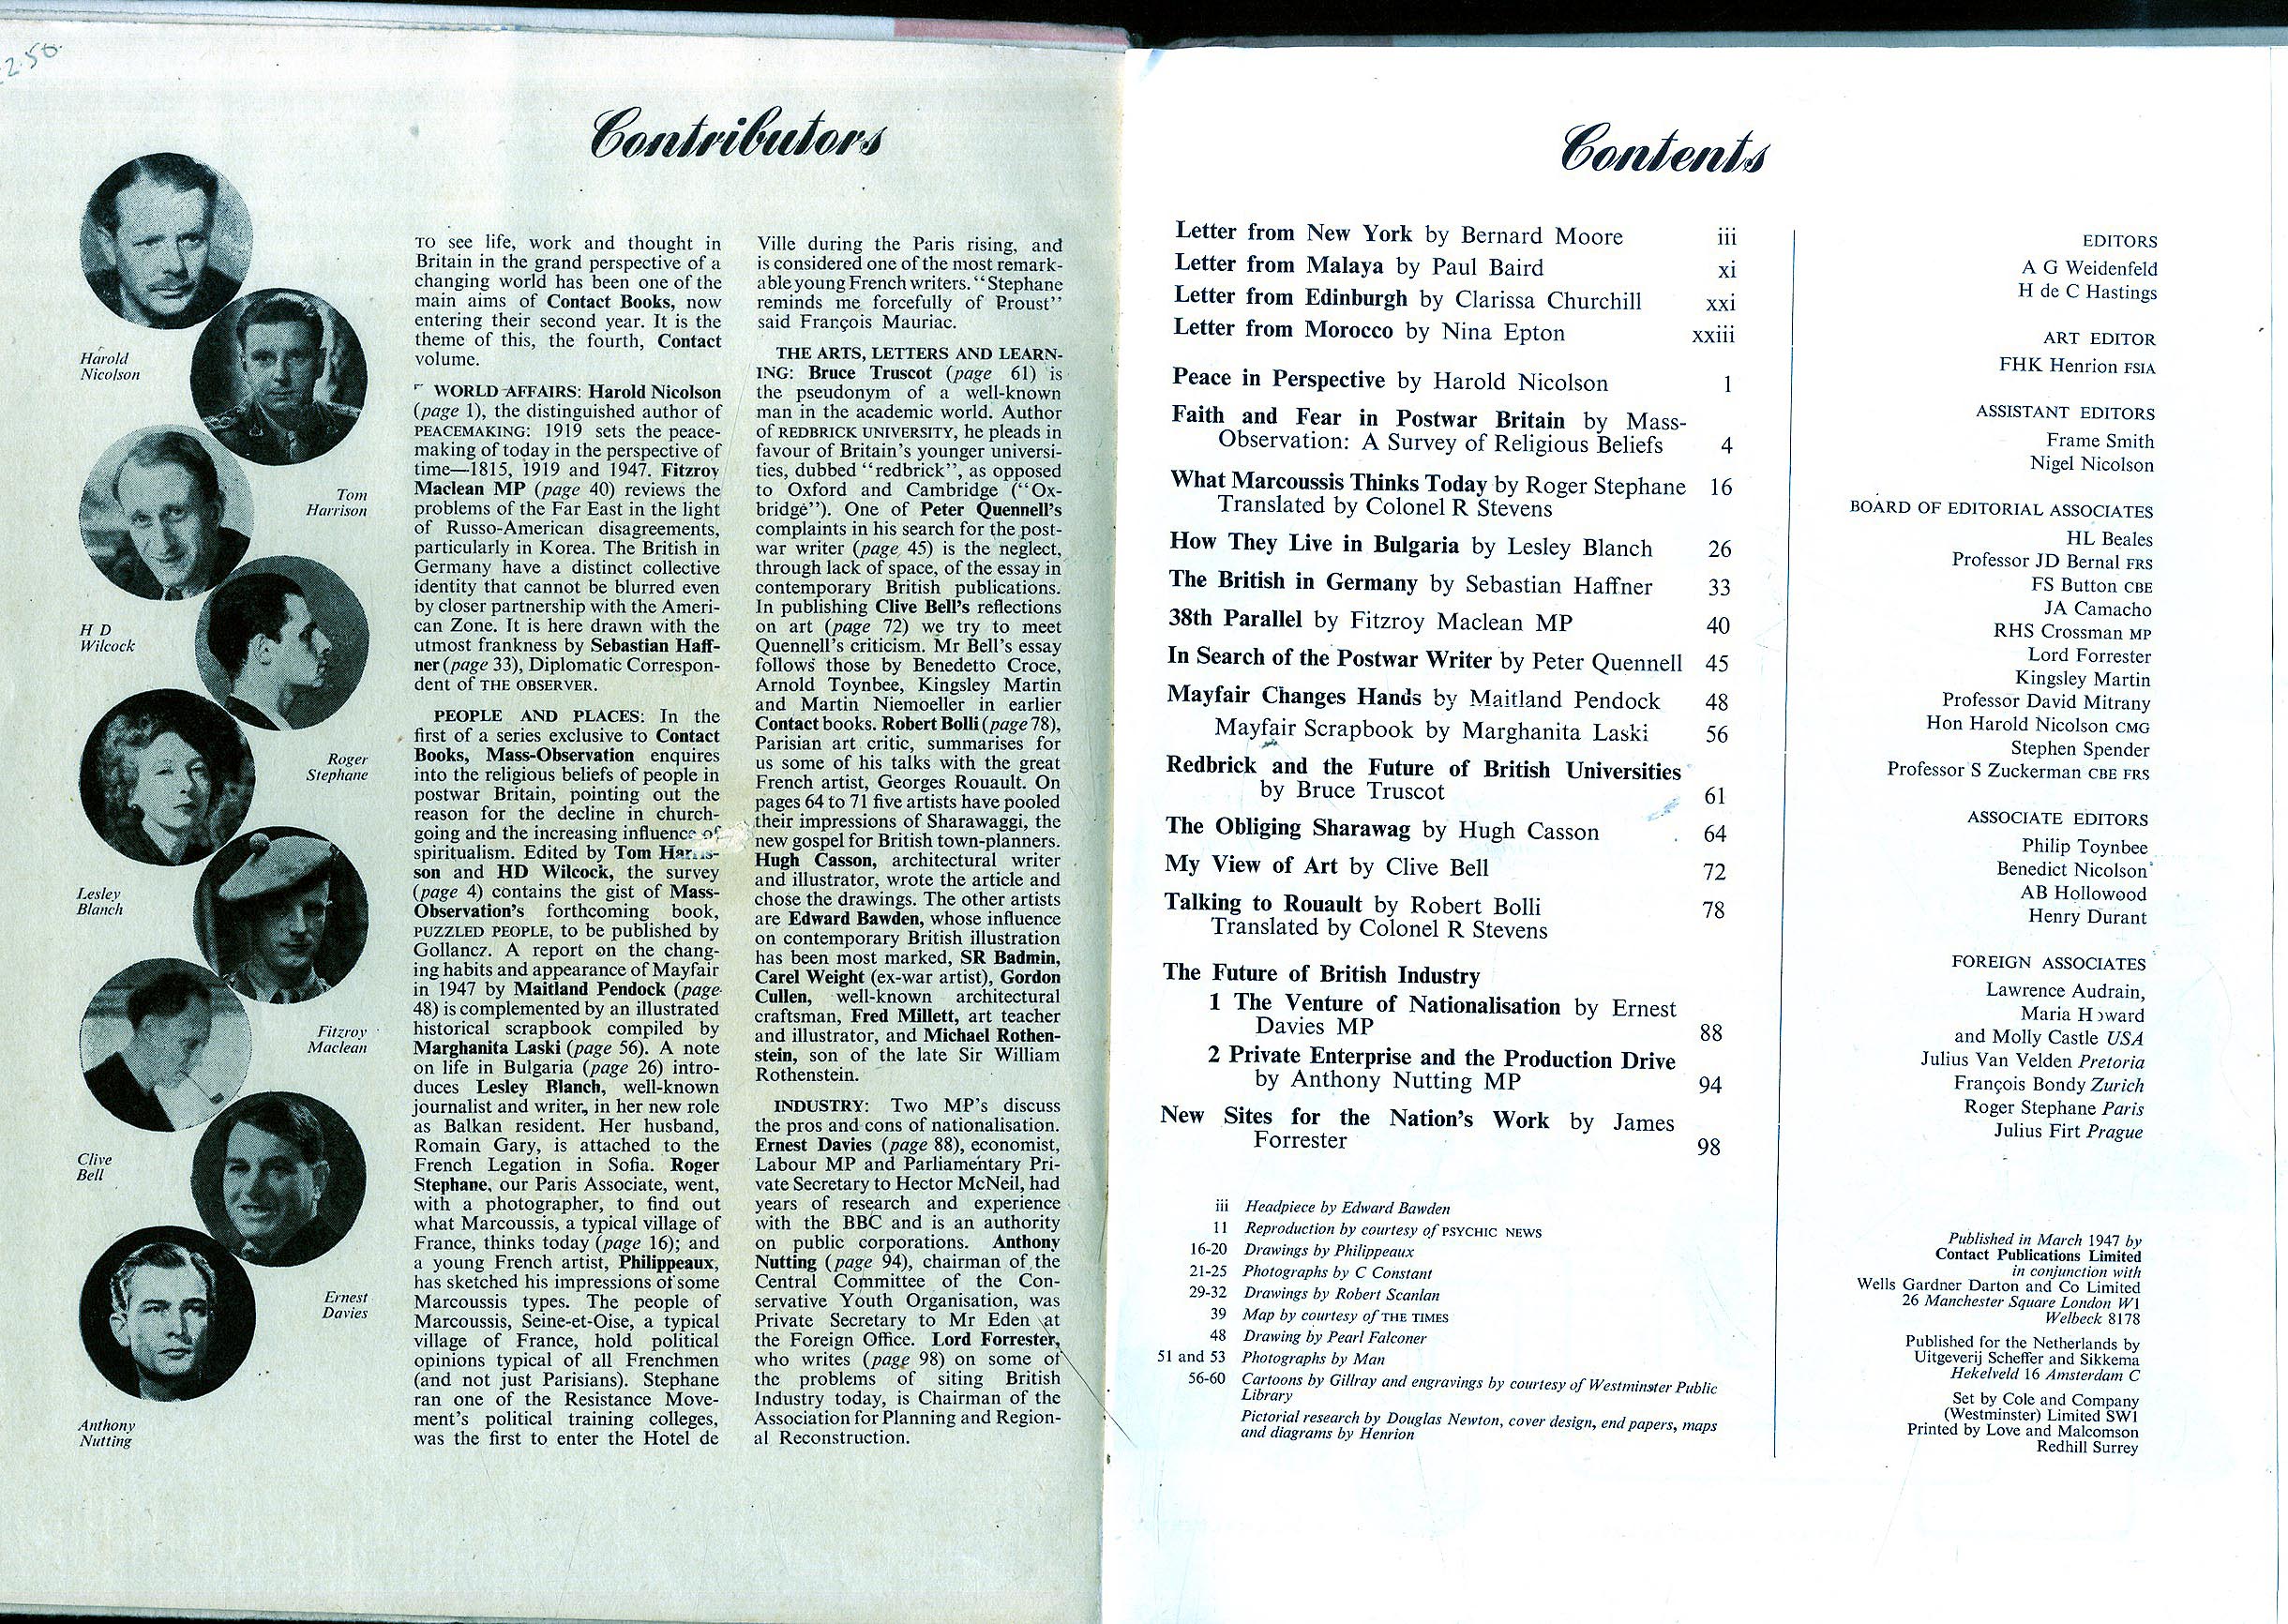 2.50
Contributors
Harold
Nicolson
Tom
Harrison
H D
Wilcock
Roger
Stephane
Lesley
Blanch
Fitzroy
Maclean
Clive
Bell
Ernest
Davies
Anthony
Nutting
TO see life, work and thought in
Britain in the grand perspective of a
changing world has been one of the
main aims of Contact Books, now
entering their second year. It is the
theme of this, the fourth, Contact
volume.
WORLD AFFAIRS: Harold Nicolson
(page 1), the distinguished author of
PEACEMAKING: 1919 sets the peace-
making of today in the perspective of
time—1815, 1919 and 1947. Fitzroy
Maclean MP (page 40) reviews the
problems of the Far East in the light
of Russo-American disagreements,
particularly in Korea. The British in
Germany have a distinct collective
identity that cannot be blurred even
by closer partnership with the Ameri-
can Zone. It is here drawn with the
utmost frankness by Sebastian Haff-
ner (page 33), Diplomatic Correspon-
dent of THE OBSERVER.
PEOPLE AND PLACES: In the
first of a series exclusive to Contact
Books, Mass-Observation enquires
into the religious beliefs of people in
postwar Britain, pointing out the
reason for the decline in church-
going and the increasing influence of
spiritualism. Edited by Tom Harris-
son and HD Wilcock, the survey
(page 4) contains the gist of Mass-
Observation's forthcoming book,
PUZZLED PEOPLE, to be published by
Gollancz. A report on the chang-
ing habits and appearance of Mayfair
in 1947 by Maitland Pendock (page
48) is complemented by an illustrated
historical scrapbook compiled by
Marghanita Laski (page 56). A note
on life in Bulgaria (page 26) intro-
duces Lesley Blanch, well-known
journalist and writer, in her new role
as Balkan resident. Her husband,
Romain Gary, is attached to the
French Legation in Sofia. Roger
Stephane, our Paris Associate, went,
with a photographer, to find out
what Marcoussis, a typical village of
France, thinks today (page 16); and
a young French artist, Philippeaux,
has sketched his impressions of some
Marcoussis types. The people of
Marcoussis, Seine-et-Oise, a typical
village of France, hold political
opinions typical of all Frenchmen
(and not just Parisians). Stephane
ran one of the Resistance Move-
ment's political training colleges,
was the first to enter the Hotel de
Ville during the Paris rising, and
is considered one of the most remark-
able young French writers. "Stephane
reminds me forcefully of Proust"
said François Mauriac.
THE ARTS, LETTERS AND LEARN-
ING: Bruce Truscot (page 61) is
the pseudonym of a well-known
man in the academic world. Author
of REDBRICK UNIVERSITY, he pleads in
favour of Britain's younger universi-
ties, dubbed "redbrick", as opposed
to Oxford and Cambridge ("Ox-
bridge"). One of Peter Quennell's
complaints in his search for the post-
war writer (page 45) is the neglect,
through lack of space, of the essay in
contemporary British publications.
In publishing Clive Bell's reflections
on art (page 72) we try to meet
Quennell's criticism. Mr Bell's essay
follows those by Benedetto Croce,
Arnold Toynbee, Kingsley Martin
and Martin Niemoeller in earlier
Contact books. Robert Bolli (page 78),
Parisian art critic, summarises for
us some of his talks with the great
French artist, Georges Rouault. On
pages 64 to 71 five artists have pooled
their impressions of Sharawaggi, the
new gospel for British town-planners.
Hugh Casson, architectural writer
and illustrator, wrote the article and
chose the drawings. The other artists
are Edward Bawden, whose influence
on contemporary British illustration
has been most marked, SR Badmin,
Carel Weight (ex-war artist), Gordon
Cullen, well-known architectural
craftsman, Fred Millett, art teacher
and illustrator, and Michael Rothen-
stein, son of the late Sir William
Rothenstein.
INDUSTRY: Two MP's discuss
the pros and cons of nationalisation.
Ernest Davies (page 88), economist,
Labour MP and Parliamentary Pri-
vate Secretary to Hector McNeil, had
years of research and experience
with the BBC and is an authority
on public corporations. Anthony
Nutting (page 94), chairman of the
Central Committee of the Con-
servative Youth Organisation, was
Private Secretary to Mr Eden at
the Foreign Office. Lord Forrester,
who writes (page 98) on some of
the problems of siting British
Industry today, is Chairman of the
Association for Planning and Region-
al Reconstruction.
Contents
Letter from New York by Bernard Moore iii
Letter from Malaya by Paul Baird xi
Letter from Edinburgh by Clarissa Churchill xxi
Letter from Morocco by Nina Epton xxiii
Peace in Perspective by Harold Nicolson 1
Faith and Fear in Postwar Britain by Mass-
Observation: A Survey of Religious Beliefs 4
What Marcoussis Thinks Today by Roger Stephane 16
Translated by Colonel R Stevens
How They Live in Bulgaria by Lesley Blanch 26
The British in Germany by Sebastian Haffner 33
38th Parallel by Fitzroy Maclean MP 40
In Search of the Postwar Writer by Peter Quennell 45
Mayfair Changes Hands by Maitland Pendock 48
Mayfair Scrapbook by Marghanita Laski 56
Redbrick and the Future of British Universities
by Bruce Truscot 61
The Obliging Sharawag by Hugh Casson 64
My View of Art by Clive Bell 72
Talking to Rouault by Robert Bolli 78
Translated by Colonel R Stevens
The Future of British Industry
1 The Venture of Nationalisation by Ernest
Davies MP 88
2 Private Enterprise and the Production Drive
by Anthony Nutting MP 94
New Sites for the Nation's Work by James
Forrester 98
iii Headpiece by Edward Bawden
11 Reproduction by courtesy of PSYCHIC NEWS
16-20 Drawings by Philippeaux
21-25 Photographs by C Constant
29-32 Drawings by Robert Scanlan
39 Map by courtesy of THE TIMES
48 Drawing by Pearl Falconer
51 and 53 Photographs by Man
56-60 Cartoons by Gillray and engravings by courtesy of Westminster Public
Library
Pictorial research by Douglas Newton, cover design, end papers, maps
and diagrams by Henrion
EDITORS
A G Weidenfeld
H de C Hastings
ART EDITOR
FHK Henrion FSIA
ASSISTANT EDITORS
Frame Smith
Nigel Nicolson
BOARD OF EDITORIAL ASSOCIATES
HL Beales
Professor JD Bernal FRS
FS Button CBE
JA Camacho
RHS Crossman MP
Lord Forrester
Kingsley Martin
Professor David Mitrany
Hon Harold Nicolson CMG
Stephen Spender
Professor S Zuckerman CBE FRS
ASSOCIATE EDITORS
Philip Toynbee
Benedict Nicolson
AB Hollowood
Henry Durant
FOREIGN ASSOCIATES
Lawrence Audrain,
Maria Howard
and Molly Castle USA
Julius Van Velden Pretoria
François Bondy Zurich
Roger Stephane Paris
Julius Firt Prague
Published in March 1947 by
Contact Publications Limited
in conjunction with
Wells Gardner Darton and Co Limited
26 Manchester Square London W1
Welbeck 8178
Published for the Netherlands by
Uitgeverij Scheffer and Sikkema
Hekelveld 16 Amsterdam C
Set by Cole and Company
(Westminster) Limited SW1
Printed by Love and Malcomson
Redhill Surrey